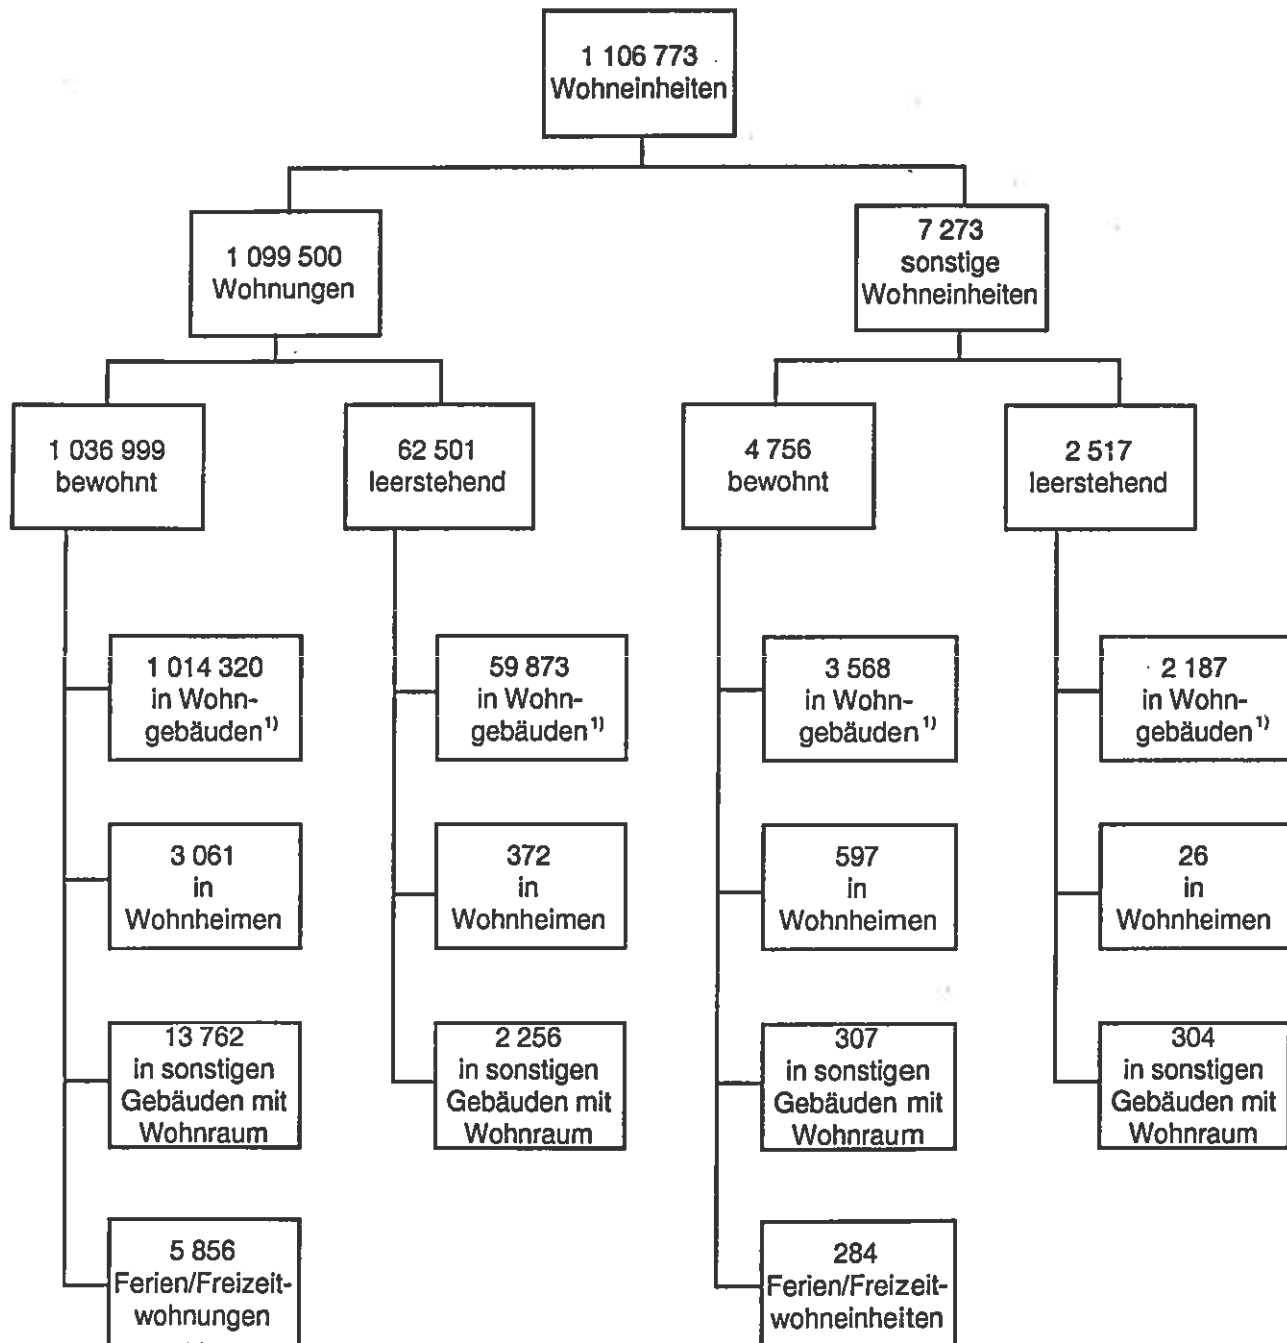 1 106 773
Wohneinheiten
1 099 500
Wohnungen
7 273
sonstige
Wohneinheiten
1 036 999
bewohnt
62 501
leerstehend
4 756
bewohnt
2 517
leerstehend
1 014 320
in Wohn-
gebäuden¹⁾
59 873
in Wohn-
gebäuden¹⁾
3 568
in Wohn-
gebäuden¹⁾
2 187
in Wohn-
gebäuden¹⁾
3 061
in
Wohnheimen
372
in
Wohnheimen
597
in
Wohnheimen
26
in
Wohnheimen
13 762
in sonstigen
Gebäuden mit
Wohnraum
2 256
in sonstigen
Gebäuden mit
Wohnraum
307
in sonstigen
Gebäuden mit
Wohnraum
304
in sonstigen
Gebäuden mit
Wohnraum
5 856
Ferien/Freizeit-
wohnungen
284
Ferien/Freizeit-
wohneinheiten